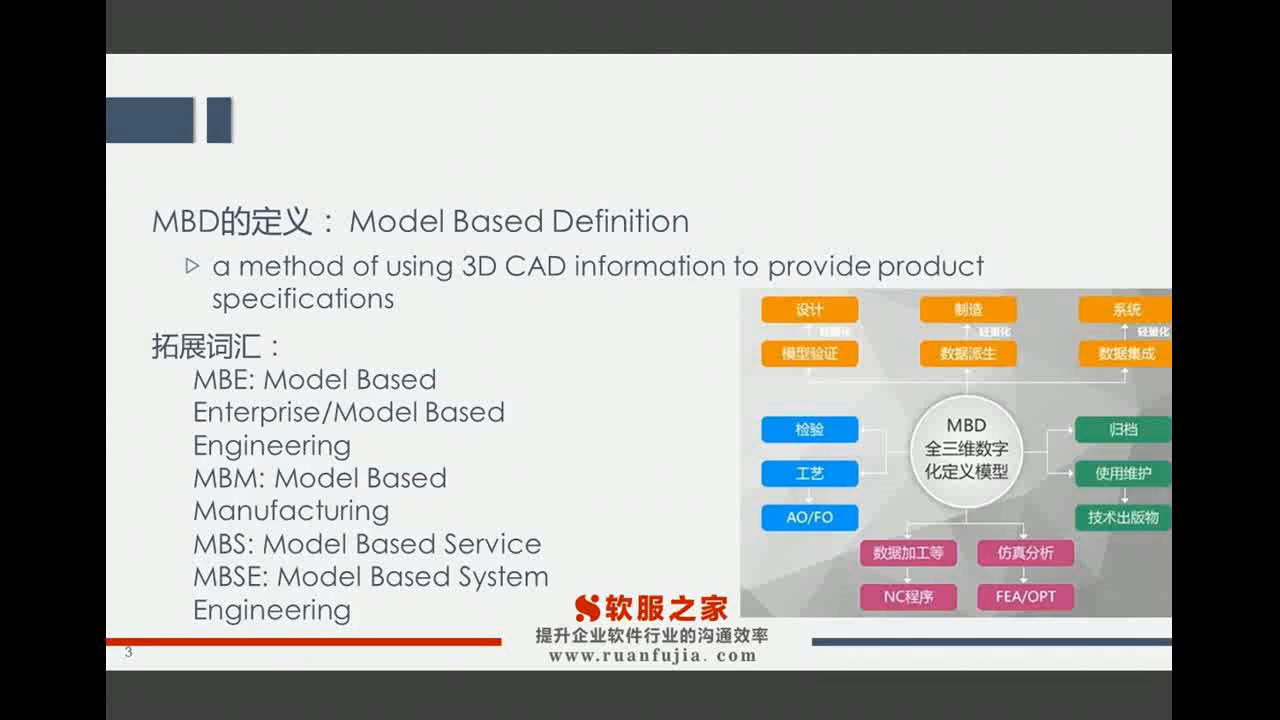 MBD的定义： Model Based Definition
a method of using 3D CAD information to provide product
specifications
拓展词汇：
MBE: Model Based
Enterprise/Model Based
Engineering
MBM: Model Based
Manufacturing
MBS: Model Based Service
MBSE: Model Based System
Engineering
设计
制造
系统
轻量化
轻量化
轻量化
模型验证
数据派生
数据集成
MBD
全三维数字
化定义模型
检验
工艺
AO/FO
归档
使用维护
技术出版物
数据加工等
仿真分析
NC程序
FEA/OPT
软服之家
提升企业软件行业的沟通效率
www.ruanfujia.com
3